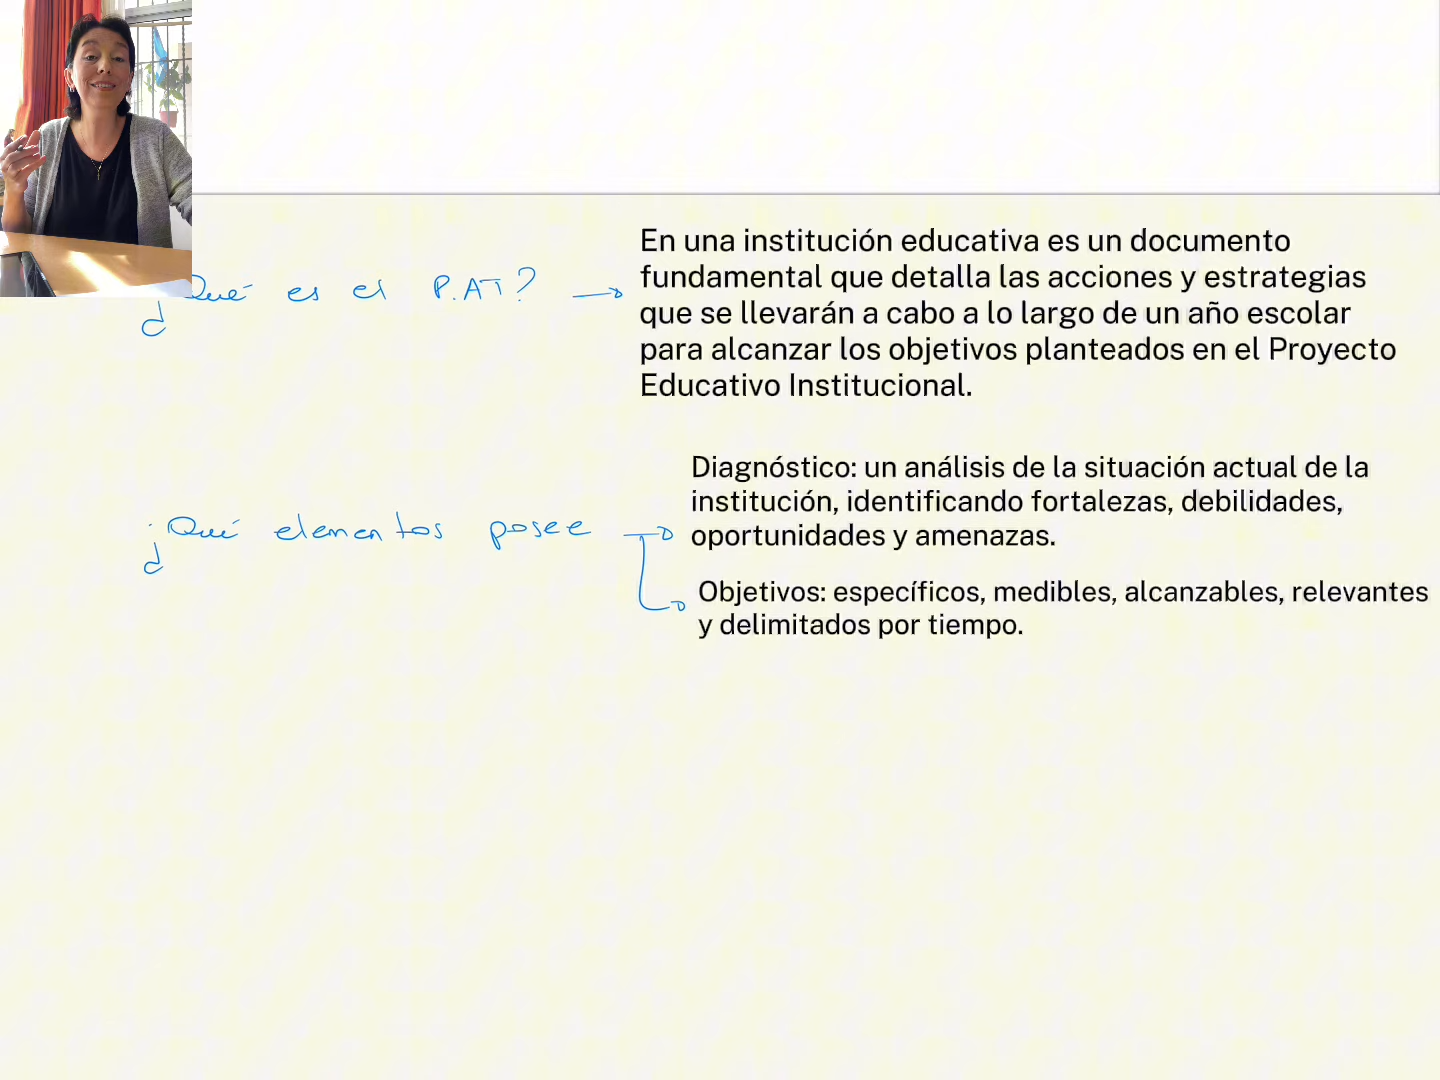 ¿Qué es el P.AT?
En una institución educativa es un documento
fundamental que detalla las acciones y estrategias
que se llevarán a cabo a lo largo de un año escolar
para alcanzar los objetivos planteados en el Proyecto
Educativo Institucional.
¿Qué elementos posee
Diagnóstico: un análisis de la situación actual de la
institución, identificando fortalezas, debilidades,
oportunidades y amenazas.
Objetivos: específicos, medibles, alcanzables, relevantes
y delimitados por tiempo.